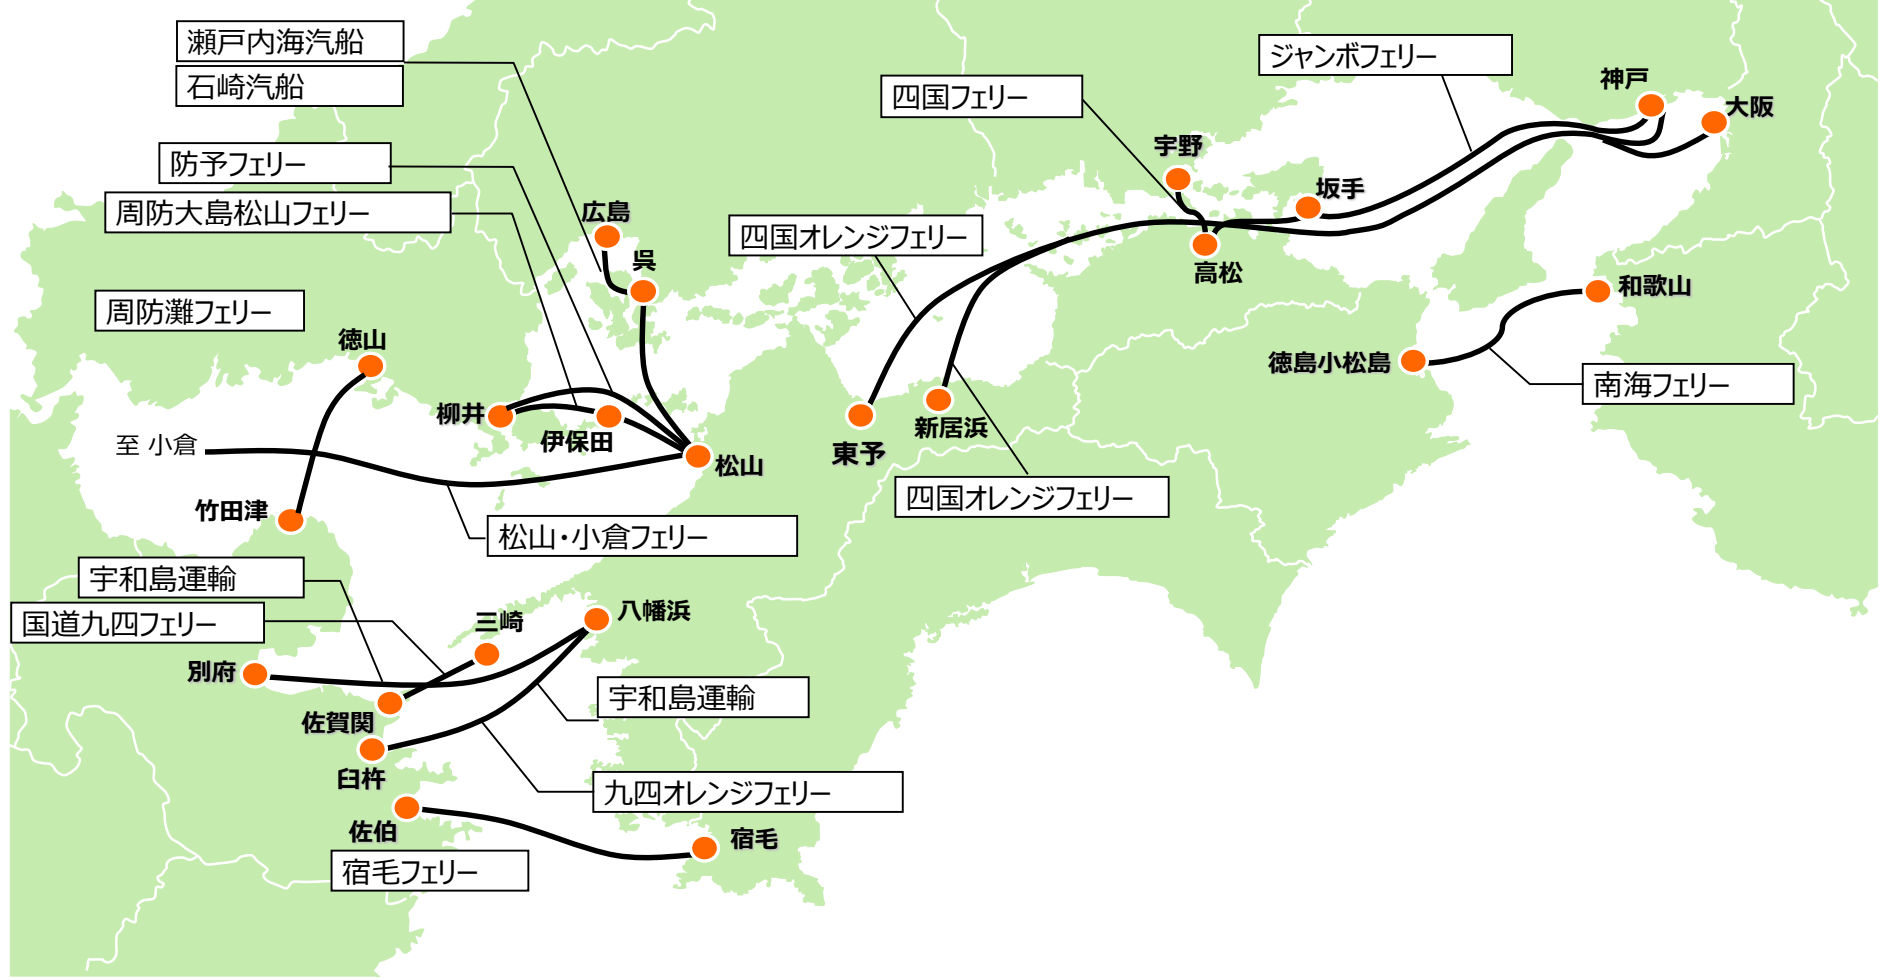 瀬戸内海汽船
石崎汽船
ジャンボフェリー
神戸
大阪
四国フェリー
宇野
坂手
防予フェリー
周防大島松山フェリー
広島
呉
四国オレンジフェリー
高松
和歌山
周防灘フェリー
徳山
徳島小松島
南海フェリー
柳井
伊保田
至 小倉
松山
東予
新居浜
四国オレンジフェリー
竹田津
松山・小倉フェリー
宇和島運輸
国道九四フェリー
三崎
八幡浜
別府
佐賀関
宇和島運輸
臼杵
九四オレンジフェリー
佐伯
宿毛
宿毛フェリー